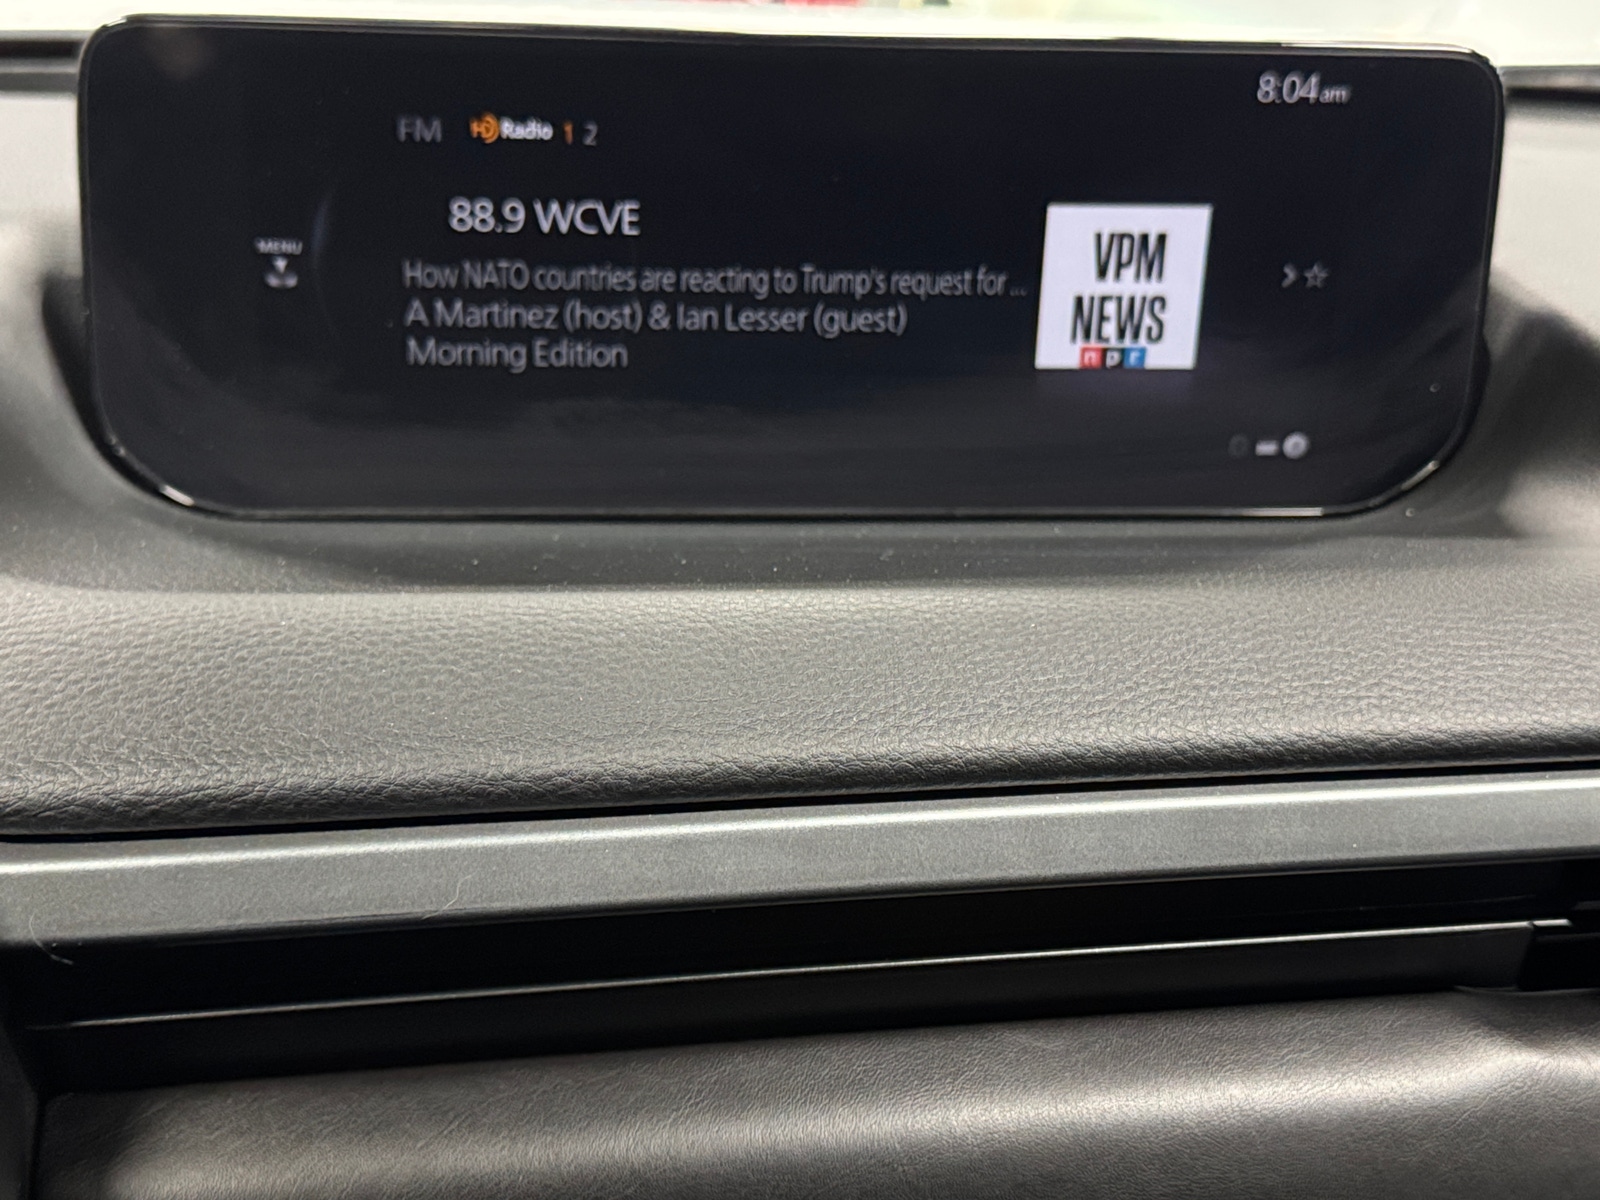 8:04am
FM HD Radio 1 2
88.9 WCVE
MENU
How NATO countries are reacting to Trump's request for...
A Martinez (host) & Ian Lesser (guest)
Morning Edition
VPM
NEWS
npr